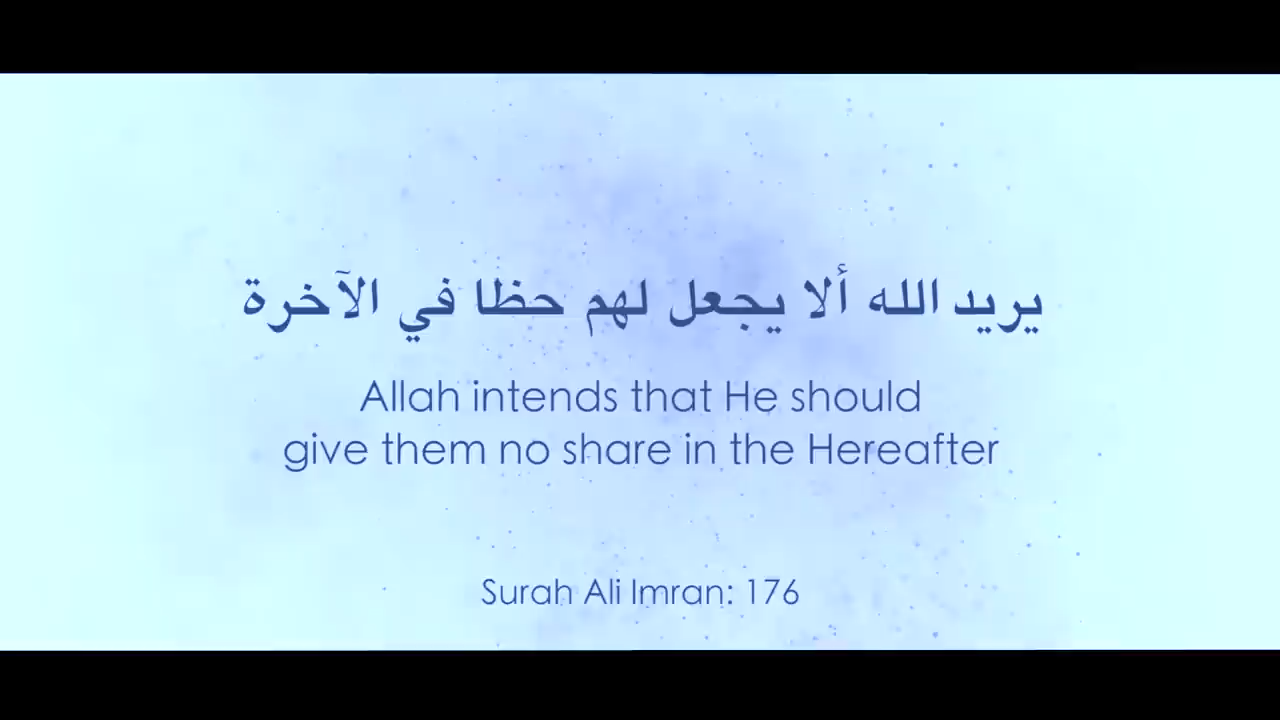 يريد الله ألا يجعل لهم حظا في الآخرة
Allah intends that He should
give them no share in the Hereafter
Surah Ali Imran: 176